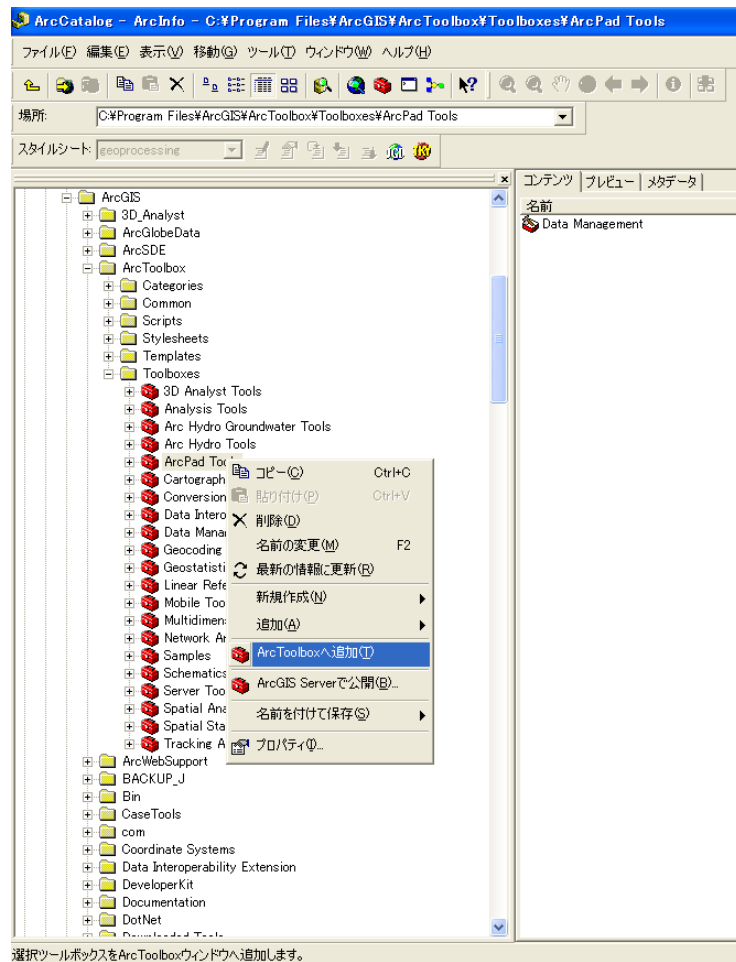 ArcCatalog - ArcInfo - C:¥Program Files¥ArcGIS¥ArcToolbox¥Toolboxes¥ArcPad Tools
ファイル(F) 編集(E) 表示(V) 移動(G) ツール(T) ウィンドウ(W) ヘルプ(H)
場所: C:¥Program Files¥ArcGIS¥ArcToolbox¥Toolboxes¥ArcPad Tools
スタイルシート: geoprocessing
ArcGIS
3D_Analyst
ArcGlobeData
ArcSDE
ArcToolbox
Categories
Common
Scripts
Stylesheets
Templates
Toolboxes
3D Analyst Tools
Analysis Tools
Arc Hydro Groundwater Tools
Arc Hydro Tools
ArcPad Tools
Cartograph
Conversion
Data Intero
Data Mana
Geocoding
Geostatisti
Linear Refe
Mobile Too
Multidimen
Network An
Samples
Schematics
Server Too
Spatial Ana
Spatial Sta
Tracking A
ArcWebSupport
BACKUP_J
Bin
CaseTools
com
Coordinate Systems
Data Interoperability Extension
DeveloperKit
Documentation
DotNet
コピー(C) Ctrl+C
貼り付け(P) Ctrl+V
削除(D)
名前の変更(M) F2
最新の情報に更新(R)
新規作成(N)
追加(A)
ArcToolboxへ追加(T)
ArcGIS Serverで公開(B)...
名前を付けて保存(S)
プロパティ(I)...
コンテンツ プレビュー メタデータ
名前
Data Management
選択ツールボックスをArcToolboxウィンドウへ追加します。